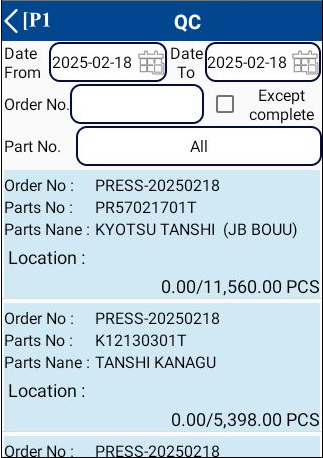 [P1 QC
Date From 2025-02-18 Date To 2025-02-18
Order No. Except complete
Part No. All
Order No : PRESS-20250218
Parts No : PR57021701T
Parts Nane : KYOTSU TANSHI (JB BOUU)
Location :
0.00/11,560.00 PCS
Order No : PRESS-20250218
Parts No : K12130301T
Parts Nane : TANSHI KANAGU
Location :
0.00/5,398.00 PCS
Order No : PRESS-20250218